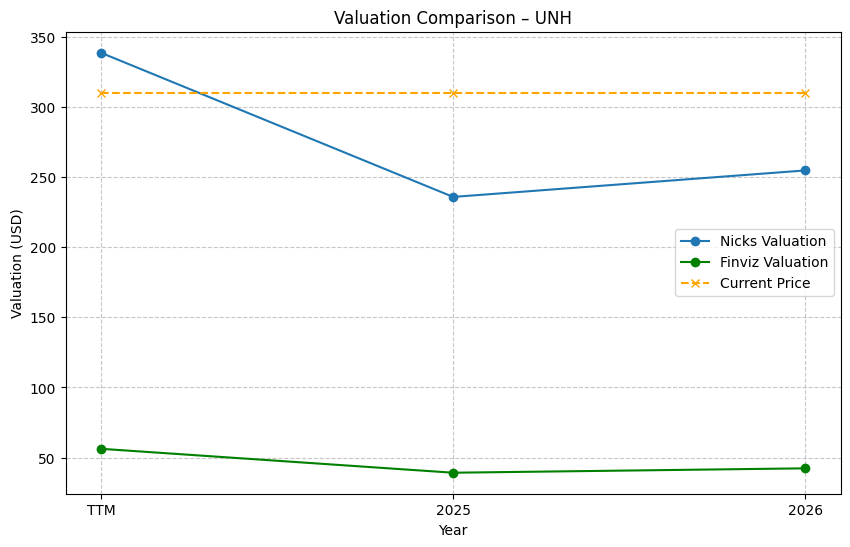 Valuation Comparison – UNH
Valuation (USD)
350
300
250
200
150
100
50
Nicks Valuation
Finviz Valuation
Current Price
TTM
2025
2026
Year